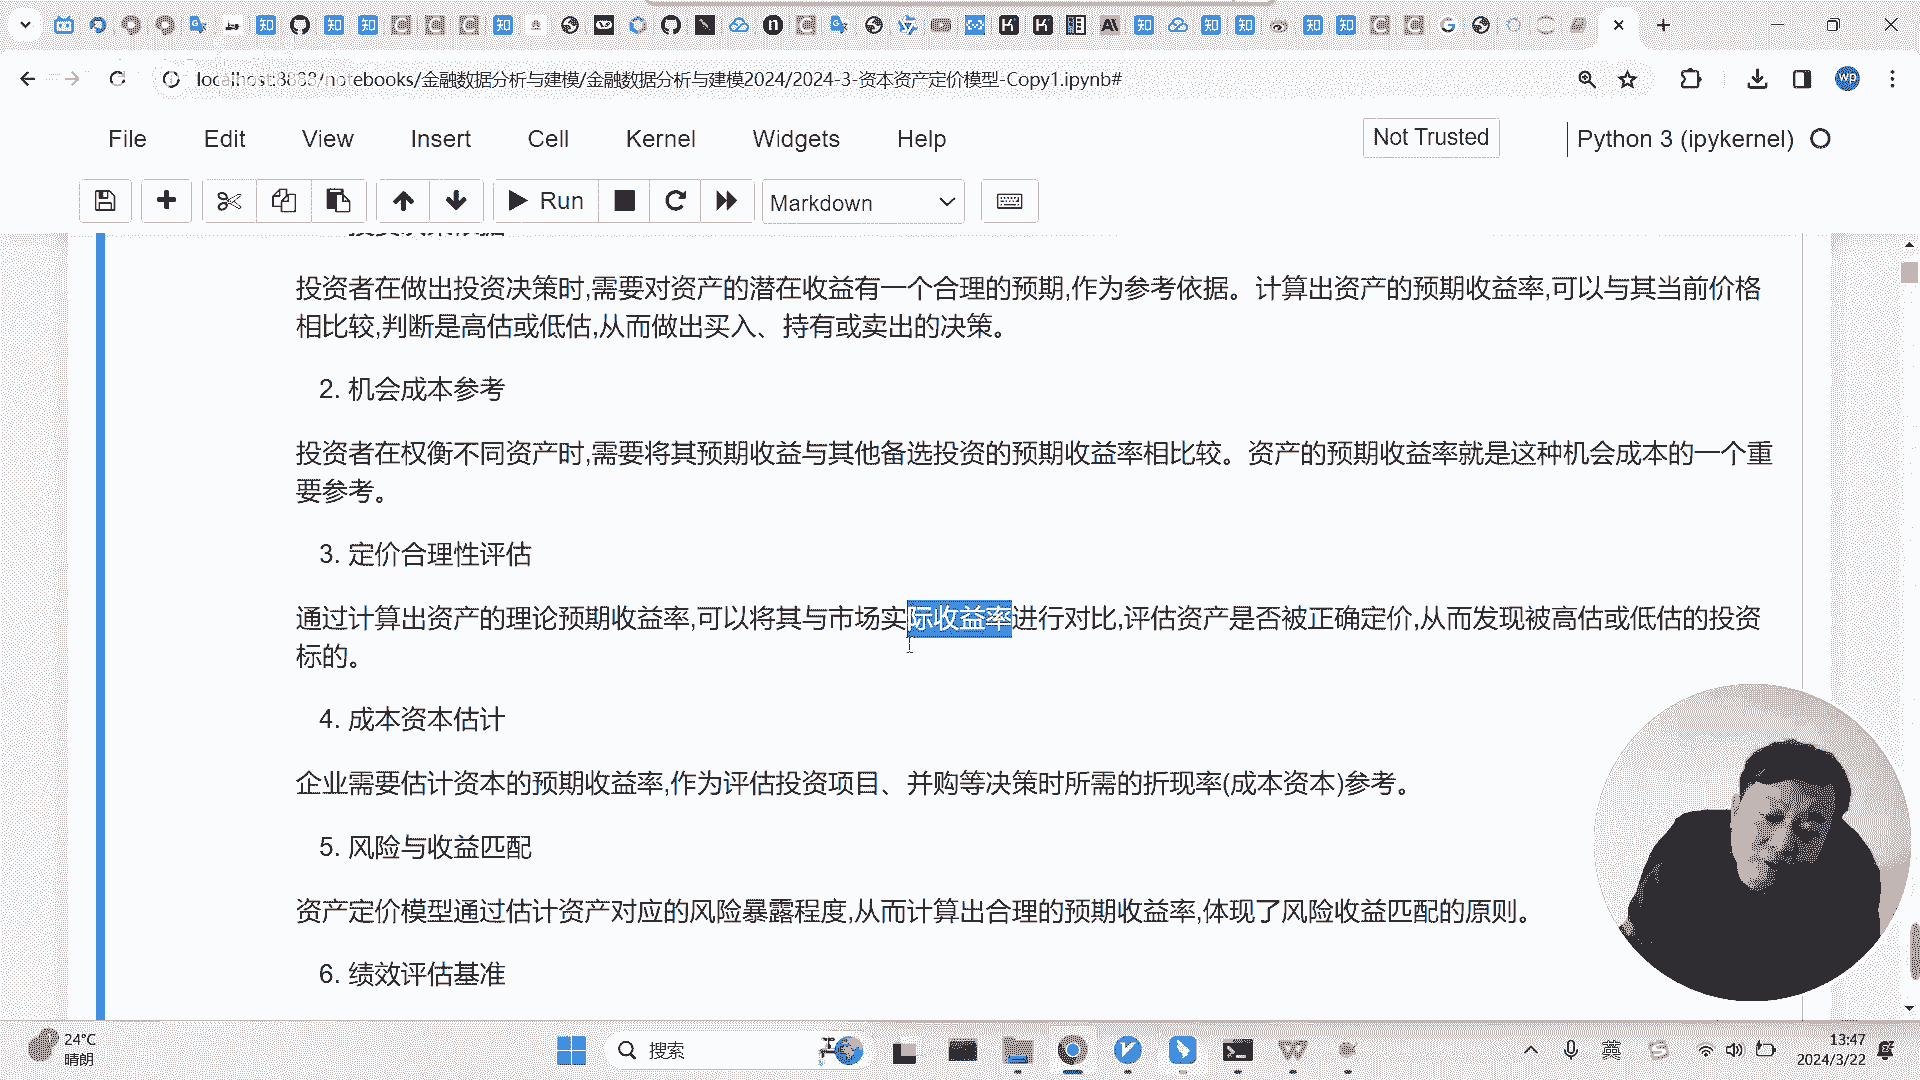 localhost:8888/notebooks/金融数据分析与建模/金融数据分析与建模2024/2024-3-资本资产定价模型-Copy1.ipynb#
wp
File Edit View Insert Cell Kernel Widgets Help Not Trusted Python 3 (ipykernel)
Run Markdown
投资者在做出投资决策时,需要对资产的潜在收益有一个合理的预期,作为参考依据。计算出资产的预期收益率,可以与其当前价格
相比较,判断是高估或低估,从而做出买入、持有或卖出的决策。
2. 机会成本参考
投资者在权衡不同资产时,需要将其预期收益与其他备选投资的预期收益率相比较。资产的预期收益率就是这种机会成本的一个重
要参考。
3. 定价合理性评估
通过计算出资产的理论预期收益率,可以将其与市场实际收益率进行对比,评估资产是否被正确定价,从而发现被高估或低估的投资
标的。
4. 成本资本估计
企业需要估计资本的预期收益率,作为评估投资项目、并购等决策时所需的折现率(成本资本)参考。
5. 风险与收益匹配
资产定价模型通过估计资产对应的风险暴露程度,从而计算出合理的预期收益率,体现了风险收益匹配的原则。
6. 绩效评估基准
24°C
晴朗
搜索
英
13:47
2024/3/22